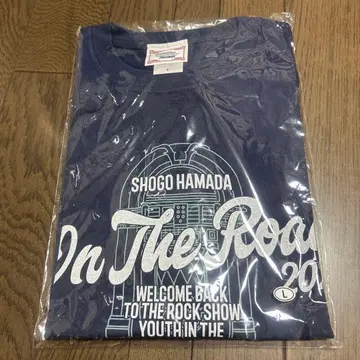 SHOGO HAMADA
On The Road
20
WELCOME BACK
TO THE ROCK SHOW
YOUTH IN THE
L